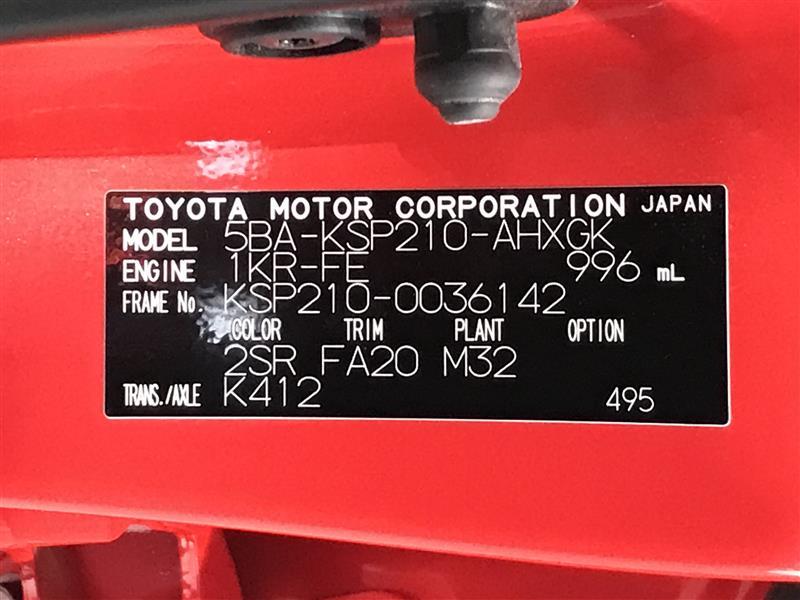 TOYOTA MOTOR CORPORATION JAPAN
MODEL 5BA-KSP210-AHXGK
ENGINE 1KR-FE 996 mL
FRAME No. KSP210-0036142
COLOR TRIM PLANT OPTION
2SR FA20 M32
TRANS./AXLE K412 495